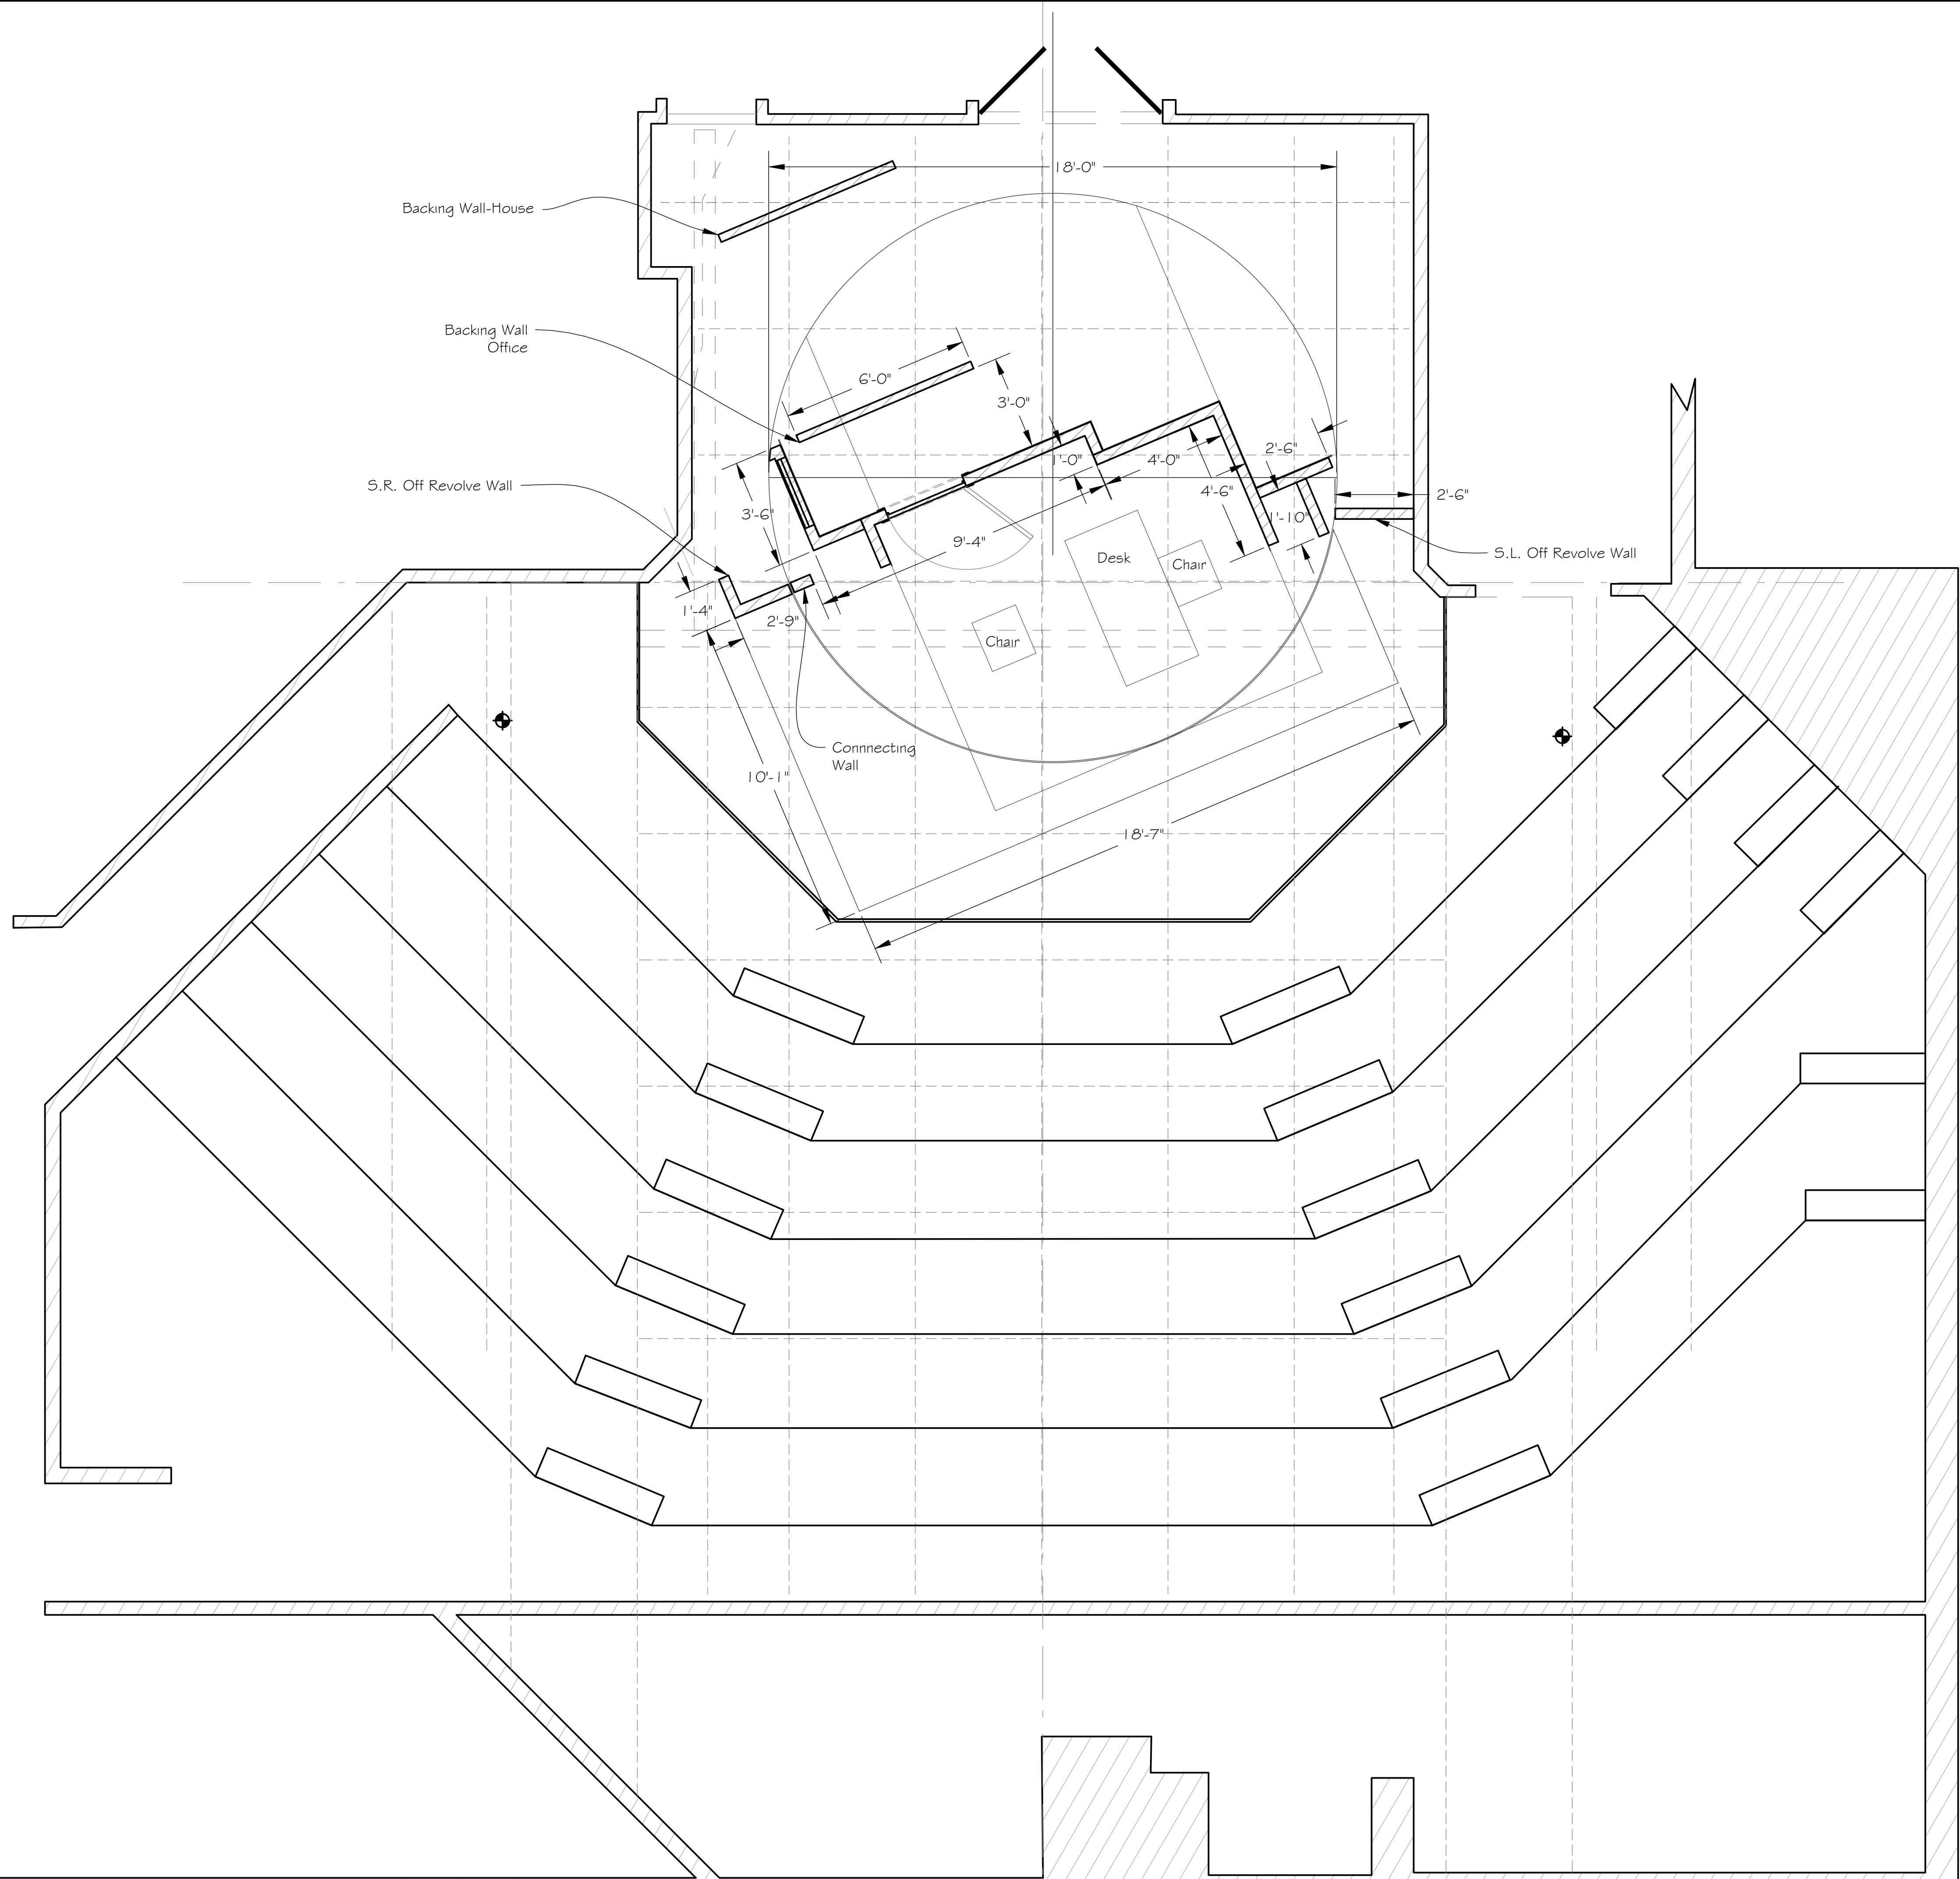 18'-0"
Backing Wall-House
Backing Wall
Office
6'-0"
3'-0"
1'-0"
4'-0"
2'-6"
S.R. Off Revolve Wall
3'-6"
4'-6"
2'-6"
1'-10"
9'-4"
Desk
Chair
S.L. Off Revolve Wall
1'-4"
2'-9"
Chair
Connnecting
Wall
10'-1"
18'-7"